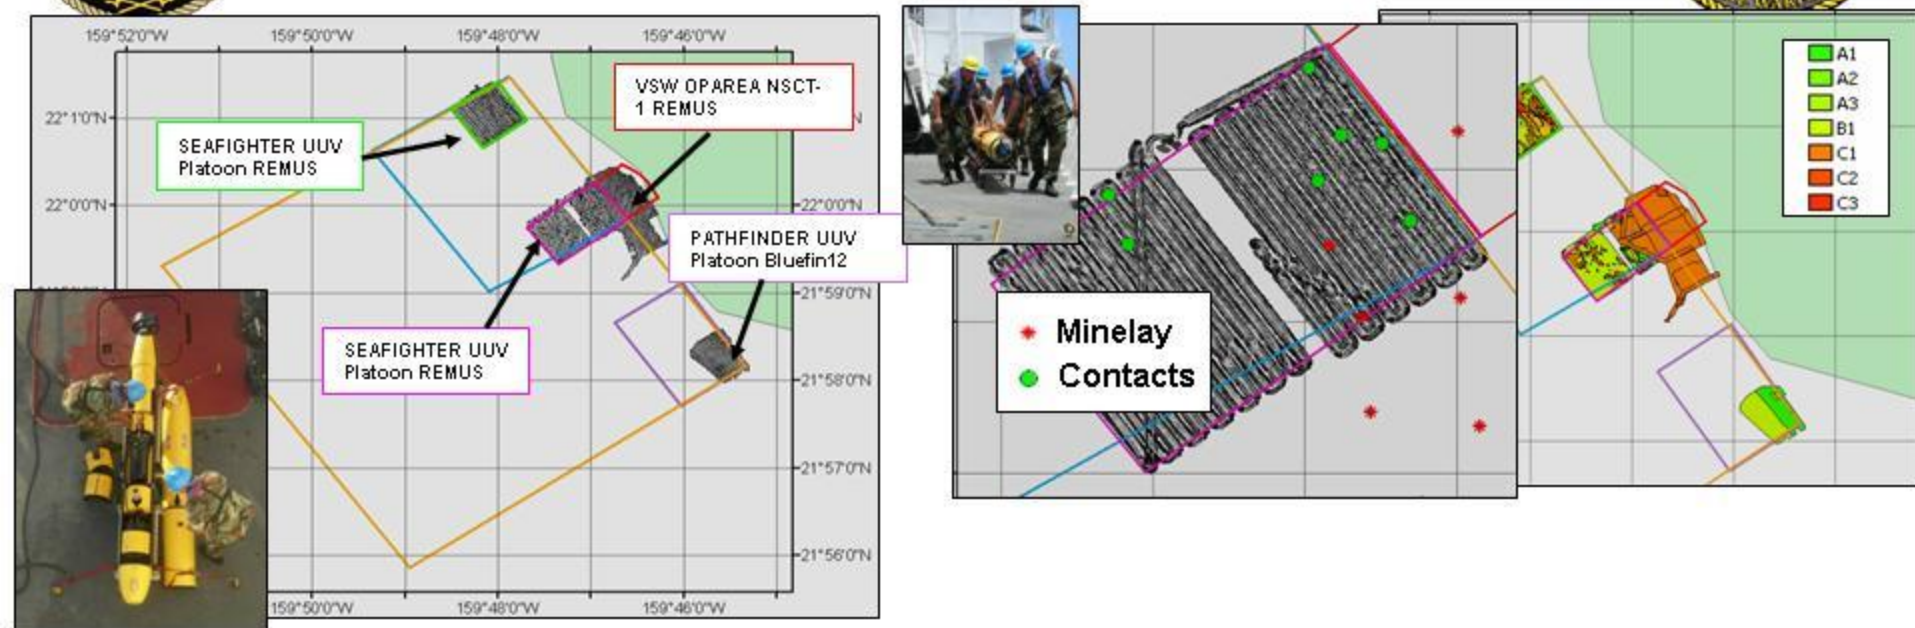 159°52'0"W 159°50'0"W 159°48'0"W 159°46'0"W
22°1'0"N
22°0'0"N
VSW OPAREA NSCT-
1 REMUS
SEAFIGHTER UUV
Platoon REMUS
PATHFINDER UUV
Platoon Bluefin12
SEAFIGHTER UUV
Platoon REMUS
22°0'0"N
21°59'0"N
21°58'0"N
21°57'0"N
21°56'0"N
159°50'0"W 159°48'0"W 159°46'0"W
Minelay
Contacts
A1
A2
A3
B1
C1
C2
C3